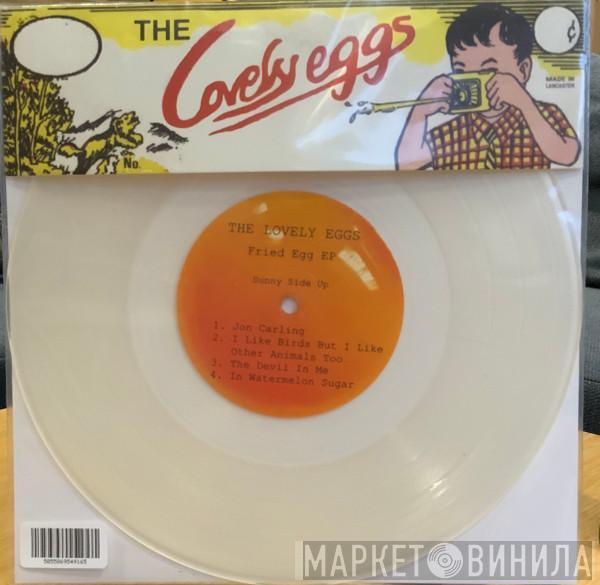 THE
Lovely eggs
¢
MADE IN
LANCASTER
No.
THE LOVELY EGGS
Fried Egg EP
Sunny Side Up
1. Jon Carling
2. I Like Birds But I Like
Other Animals Too
3. The Devil In Me
4. In Watermelon Sugar
5055869549165
МАРКЕТ ВИНИЛА